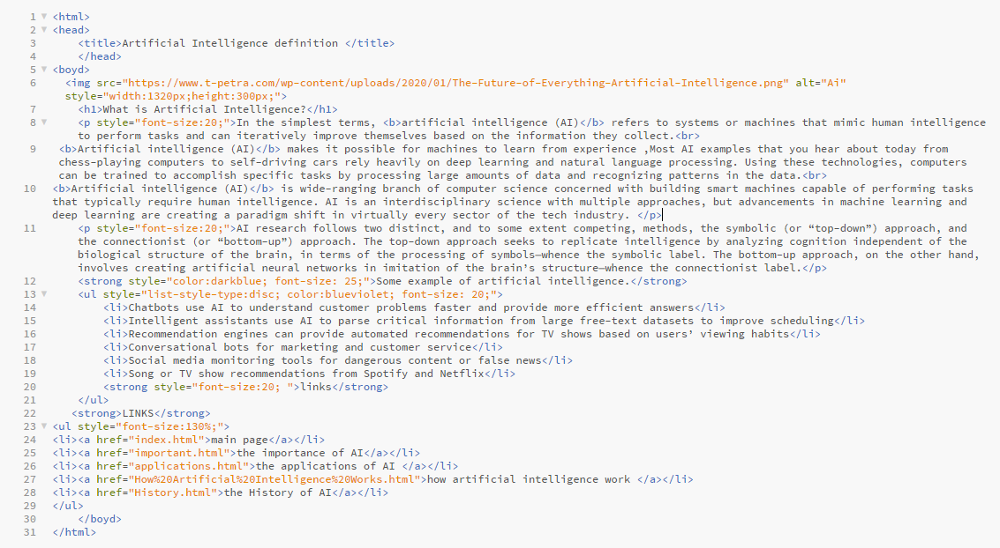 1 <html>
2 <head>
3 <title>Artificial Intelligence definition </title>
4 </head>
5 <boyd>
6 <img src="https://www.t-petra.com/wp-content/uploads/2020/01/The-Future-of-Everything-Artificial-Intelligence.png" alt="Ai"
style="width:1320px;height:300px;">
7 <h1>What is Artificial Intelligence?</h1>
8 <p style="font-size:20;">In the simplest terms, <b>artificial intelligence (AI)</b> refers to systems or machines that mimic human intelligence
to perform tasks and can iteratively improve themselves based on the information they collect.<br>
9 <b>Artificial intelligence (AI)</b> makes it possible for machines to learn from experience ,Most AI examples that you hear about today from
chess-playing computers to self-driving cars rely heavily on deep learning and natural language processing. Using these technologies, computers
can be trained to accomplish specific tasks by processing large amounts of data and recognizing patterns in the data.<br>
10 <b>Artificial intelligence (AI)</b> is wide-ranging branch of computer science concerned with building smart machines capable of performing tasks
that typically require human intelligence. AI is an interdisciplinary science with multiple approaches, but advancements in machine learning and
deep learning are creating a paradigm shift in virtually every sector of the tech industry. </p>
11 <p style="font-size:20;">AI research follows two distinct, and to some extent competing, methods, the symbolic (or “top-down”) approach, and
the connectionist (or “bottom-up”) approach. The top-down approach seeks to replicate intelligence by analyzing cognition independent of the
biological structure of the brain, in terms of the processing of symbols—whence the symbolic label. The bottom-up approach, on the other hand,
involves creating artificial neural networks in imitation of the brain’s structure—whence the connectionist label.</p>
12 <strong style="color:darkblue; font-size: 25;">Some example of artificial intelligence.</strong>
13 <ul style="list-style-type:disc; color:blueviolet; font-size: 20;">
14 <li>Chatbots use AI to understand customer problems faster and provide more efficient answers</li>
15 <li>Intelligent assistants use AI to parse critical information from large free-text datasets to improve scheduling</li>
16 <li>Recommendation engines can provide automated recommendations for TV shows based on users’ viewing habits</li>
17 <li>Conversational bots for marketing and customer service</li>
18 <li>Social media monitoring tools for dangerous content or false news</li>
19 <li>Song or TV show recommendations from Spotify and Netflix</li>
20 <strong style="font-size:20; ">links</strong>
21 </ul>
22 <strong>LINKS</strong>
23 <ul style="font-size:130%;">
24 <li><a href="index.html">main page</a></li>
25 <li><a href="important.html">the importance of AI</a></li>
26 <li><a href="applications.html">the applications of AI </a></li>
27 <li><a href="How%20Artificial%20Intelligence%20Works.html">how artificial intelligence work </a></li>
28 <li><a href="History.html">the History of AI</a></li>
29 </ul>
30 </boyd>
31 </html>